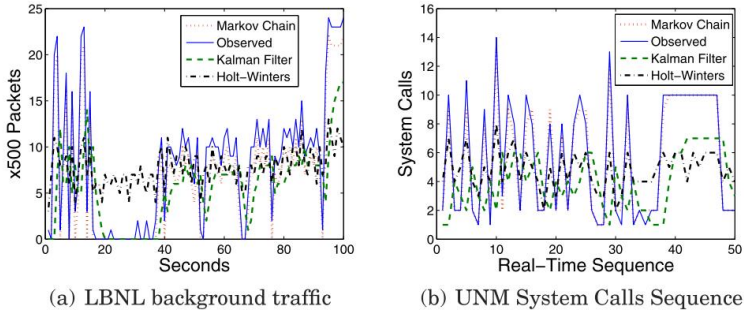 25
20
15
10
5
0
x500 Packets
Markov Chain
Observed
Kalman Filter
Holt-Winters
0 20 40 60 80 100
Seconds
(a) LBNL background traffic
16
14
12
10
8
6
4
2
0
System Calls
Markov Chain
Observed
Kalman Filter
Holt-Winters
0 10 20 30 40 50
Real-Time Sequence
(b) UNM System Calls Sequence